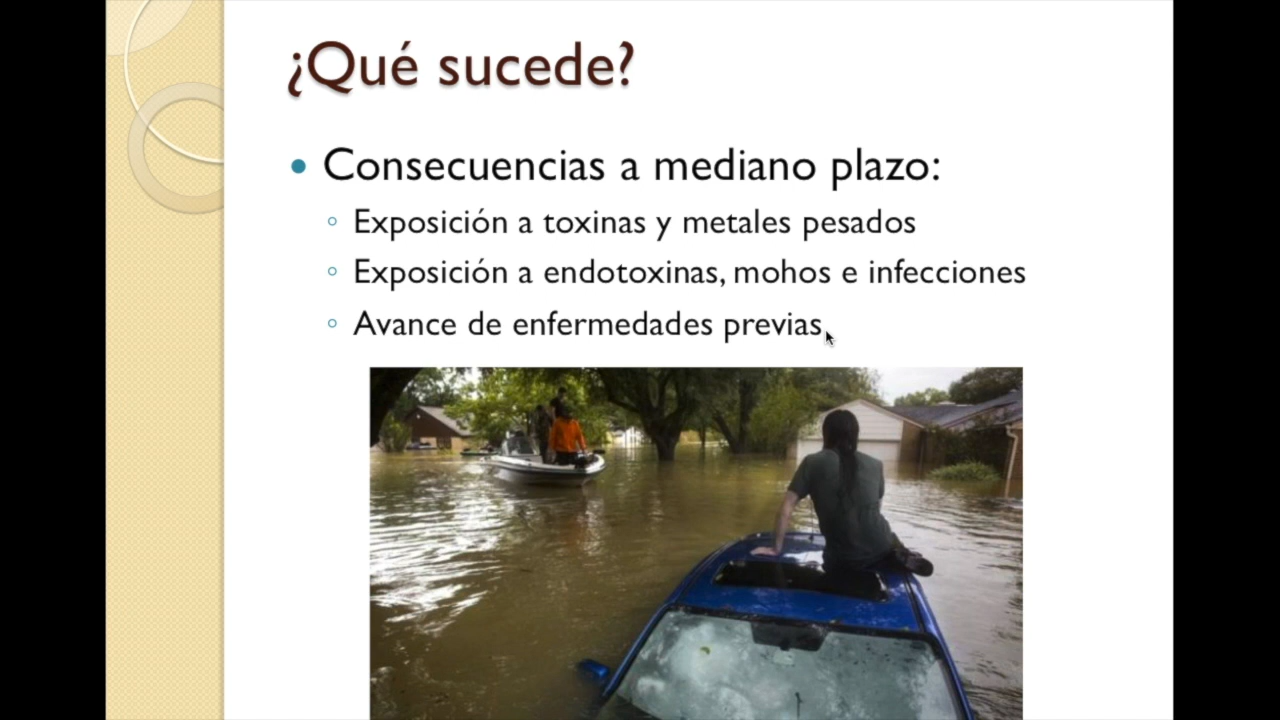 ¿Qué sucede?
Consecuencias a mediano plazo:
Exposición a toxinas y metales pesados
Exposición a endotoxinas, mohos e infecciones
Avance de enfermedades previas